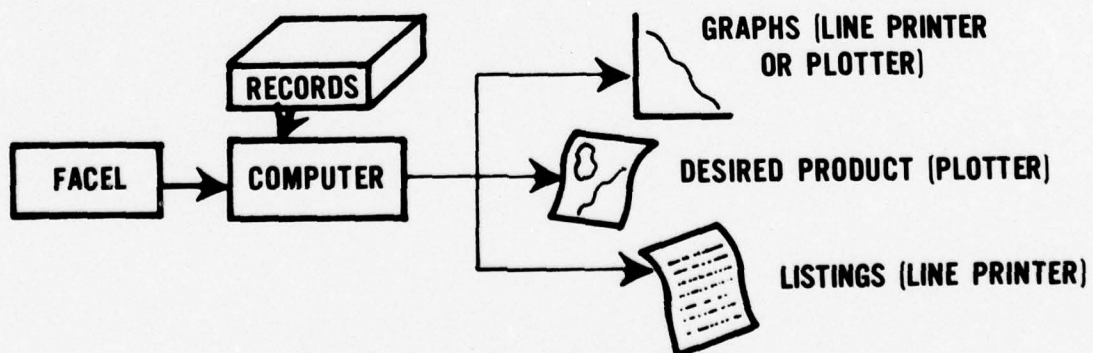 GRAPHS (LINE PRINTER
OR PLOTTER)
RECORDS
FACEL
COMPUTER
DESIRED PRODUCT (PLOTTER)
LISTINGS (LINE PRINTER)